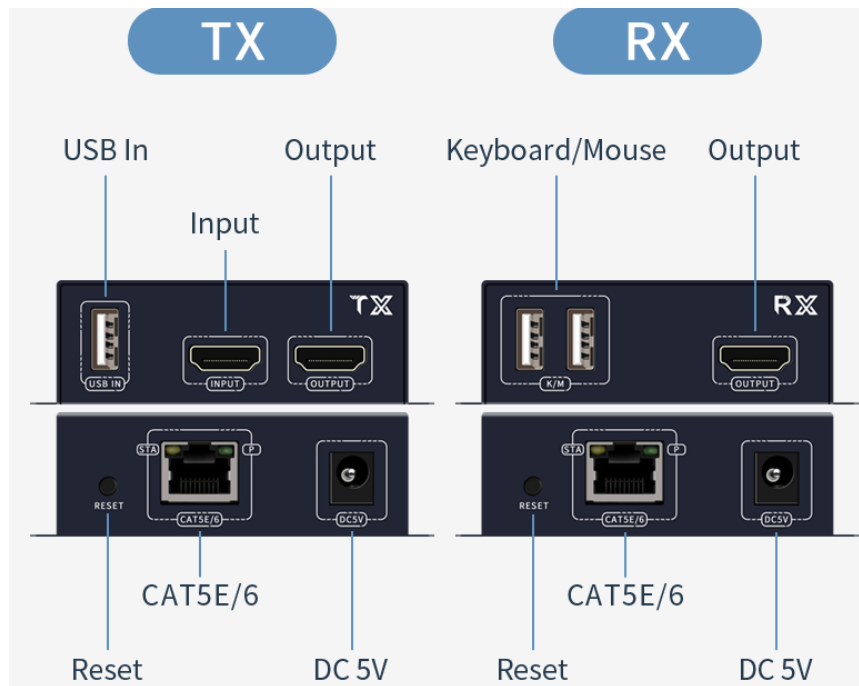 TX
RX
USB In
Output
Keyboard/Mouse
Output
Input
TX
RX
USB IN
INPUT
OUTPUT
K/M
OUTPUT
STA
P
STA
P
RESET
CAT5E/6
DC5V
RESET
CAT5E/6
DC5V
CAT5E/6
CAT5E/6
Reset
DC 5V
Reset
DC 5V